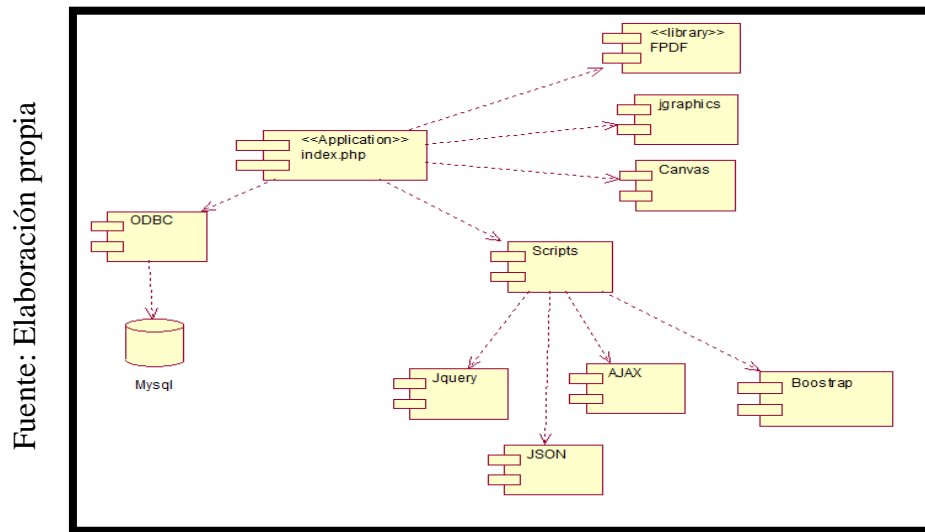 Fuente: Elaboración propia
<<library>>
FPDF
jgraphics
<<Application>>
index.php
Canvas
ODBC
Scripts
Mysql
Jquery
AJAX
Boostrap
JSON